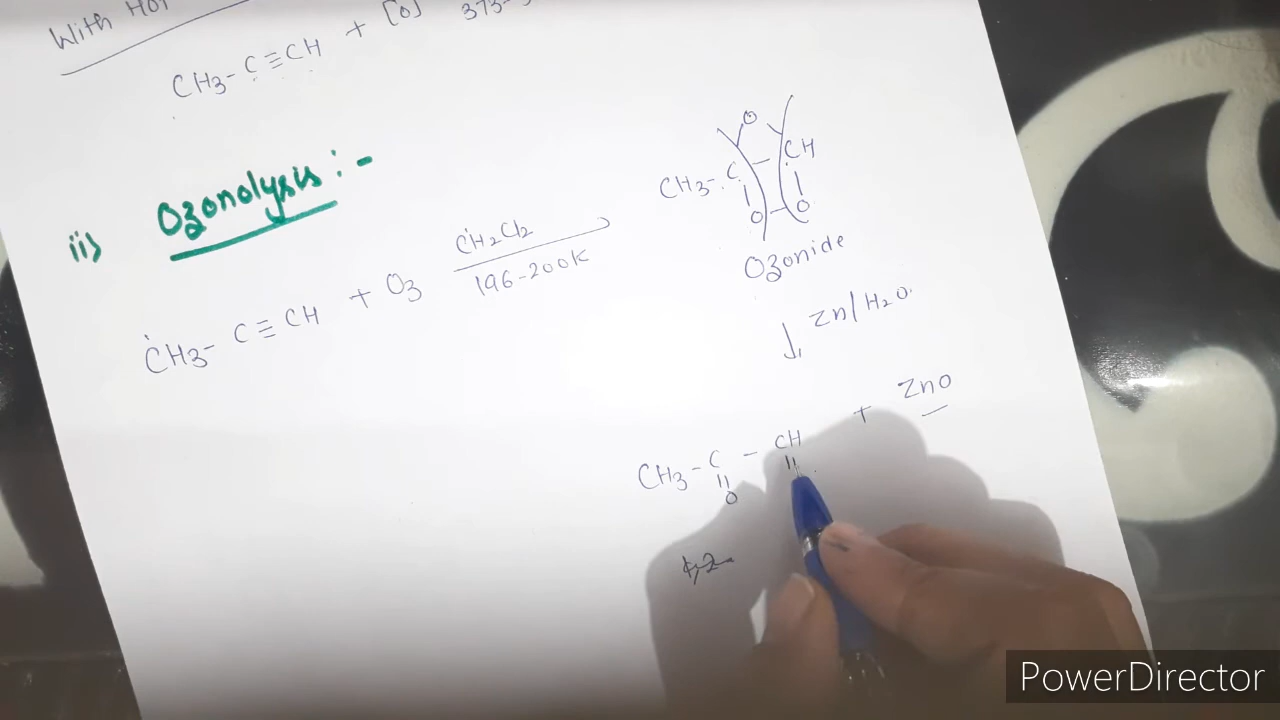 With Hot
CH3-C≡CH + [O] 373-
ii) Ozonolysis :-
CH3-C≡CH + O3 CH2Cl2
196-200K
O
CH3-C-CH
O-O
Ozonide
Zn/H2O
CH3-C-CH + ZnO
O
PowerDirector